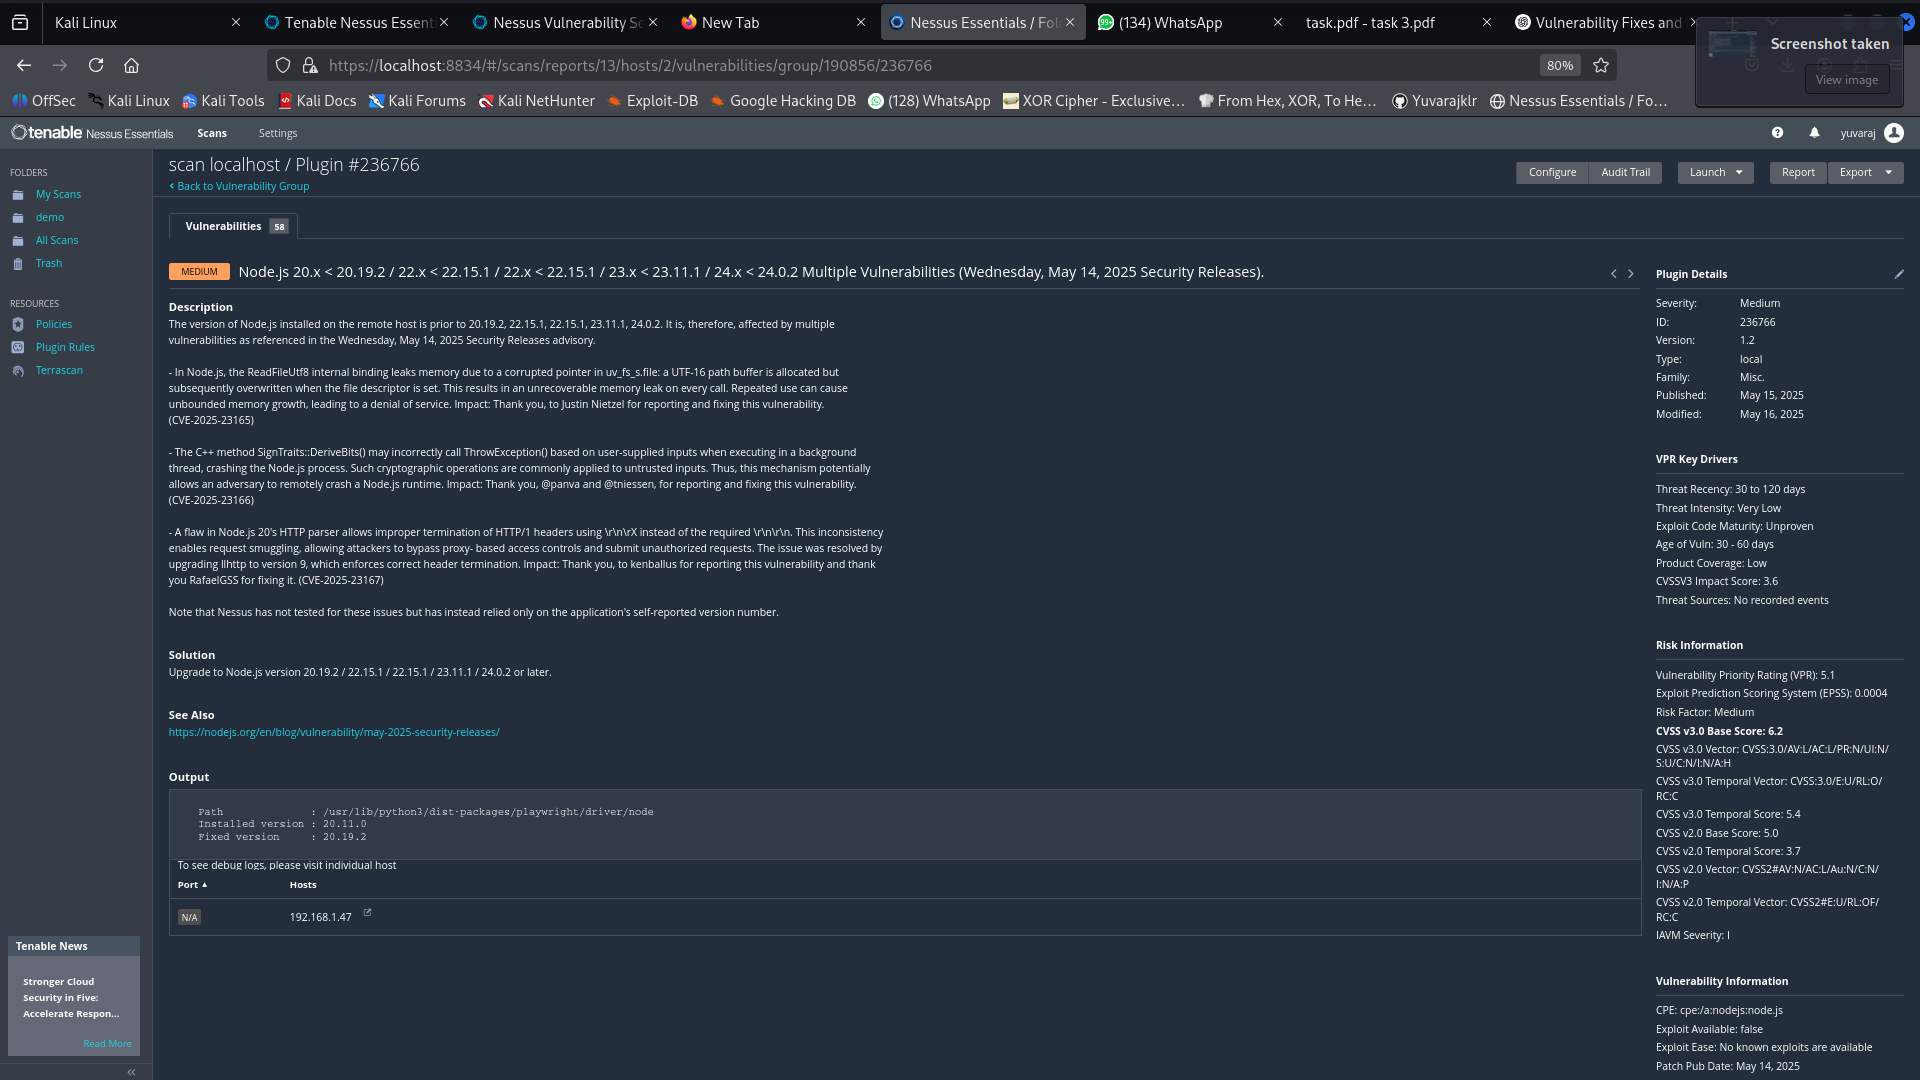 Kali Linux
Tenable Nessus Essent
Nessus Vulnerability Sc
New Tab
Nessus Essentials / Fol
(134) WhatsApp
task.pdf - task 3.pdf
Vulnerability Fixes and
Screenshot taken
View image
https://localhost:8834/#/scans/reports/13/hosts/2/vulnerabilities/group/190856/236766
80%
OffSec
Kali Linux
Kali Tools
Kali Docs
Kali Forums
Kali NetHunter
Exploit-DB
Google Hacking DB
(128) WhatsApp
XOR Cipher - Exclusive...
From Hex, XOR, To He...
Yuvarajklr
Nessus Essentials / Fo...
tenable Nessus Essentials
Scans
Settings
yuvaraj
FOLDERS
My Scans
demo
All Scans
Trash
RESOURCES
Policies
Plugin Rules
Terrascan
scan localhost / Plugin #236766
Back to Vulnerability Group
Configure
Audit Trail
Launch
Report
Export
Vulnerabilities 58
MEDIUM
Node.js 20.x < 20.19.2 / 22.x < 22.15.1 / 22.x < 22.15.1 / 23.x < 23.11.1 / 24.x < 24.0.2 Multiple Vulnerabilities (Wednesday, May 14, 2025 Security Releases).
Description
The version of Node.js installed on the remote host is prior to 20.19.2, 22.15.1, 22.15.1, 23.11.1, 24.0.2. It is, therefore, affected by multiple
vulnerabilities as referenced in the Wednesday, May 14, 2025 Security Releases advisory.
- In Node.js, the ReadFileUtf8 internal binding leaks memory due to a corrupted pointer in uv_fs_s.file: a UTF-16 path buffer is allocated but
subsequently overwritten when the file descriptor is set. This results in an unrecoverable memory leak on every call. Repeated use can cause
unbounded memory growth, leading to a denial of service. Impact: Thank you, to Justin Nietzel for reporting and fixing this vulnerability.
(CVE-2025-23165)
- The C++ method SignTraits::DeriveBits() may incorrectly call ThrowException() based on user-supplied inputs when executing in a background
thread, crashing the Node.js process. Such cryptographic operations are commonly applied to untrusted inputs. Thus, this mechanism potentially
allows an adversary to remotely crash a Node.js runtime. Impact: Thank you, @panva and @tniessen, for reporting and fixing this vulnerability.
(CVE-2025-23166)
- A flaw in Node.js 20's HTTP parser allows improper termination of HTTP/1 headers using \r\n\rX instead of the required \r\n\r\n. This inconsistency
enables request smuggling, allowing attackers to bypass proxy- based access controls and submit unauthorized requests. The issue was resolved by
upgrading llhttp to version 9, which enforces correct header termination. Impact: Thank you, to kenballus for reporting this vulnerability and thank
you RafaelGSS for fixing it. (CVE-2025-23167)
Note that Nessus has not tested for these issues but has instead relied only on the application's self-reported version number.
Solution
Upgrade to Node.js version 20.19.2 / 22.15.1 / 22.15.1 / 23.11.1 / 24.0.2 or later.
See Also
https://nodejs.org/en/blog/vulnerability/may-2025-security-releases/
Output
Path : /usr/lib/python3/dist-packages/playwright/driver/node
Installed version : 20.11.0
Fixed version : 20.19.2
To see debug logs, please visit individual host
Port
Hosts
N/A
192.168.1.47
Plugin Details
Severity: Medium
ID: 236766
Version: 1.2
Type: local
Family: Misc.
Published: May 15, 2025
Modified: May 16, 2025
VPR Key Drivers
Threat Recency: 30 to 120 days
Threat Intensity: Very Low
Exploit Code Maturity: Unproven
Age of Vuln: 30 - 60 days
Product Coverage: Low
CVSSV3 Impact Score: 3.6
Threat Sources: No recorded events
Risk Information
Vulnerability Priority Rating (VPR): 5.1
Exploit Prediction Scoring System (EPSS): 0.0004
Risk Factor: Medium
CVSS v3.0 Base Score: 6.2
CVSS v3.0 Vector: CVSS:3.0/AV:L/AC:L/PR:N/UI:N/
S:U/C:N/I:N/A:H
CVSS v3.0 Temporal Vector: CVSS:3.0/E:U/RL:O/
RC:C
CVSS v3.0 Temporal Score: 5.4
CVSS v2.0 Base Score: 5.0
CVSS v2.0 Temporal Score: 3.7
CVSS v2.0 Vector: CVSS2#AV:N/AC:L/Au:N/C:N/
I:N/A:P
CVSS v2.0 Temporal Vector: CVSS2#E:U/RL:OF/
RC:C
IAVM Severity: I
Vulnerability Information
CPE: cpe:/a:nodejs:node.js
Exploit Available: false
Exploit Ease: No known exploits are available
Patch Pub Date: May 14, 2025
Tenable News
Stronger Cloud
Security in Five:
Accelerate Respon...
Read More